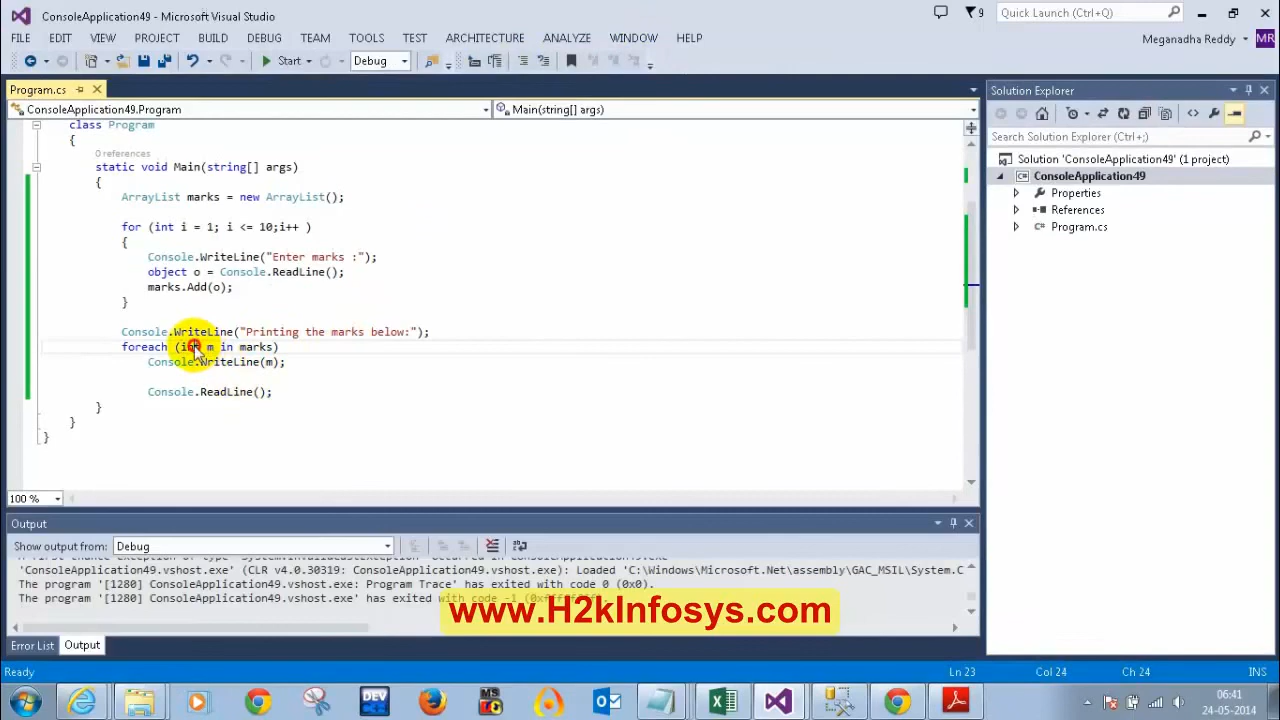 ConsoleApplication49 - Microsoft Visual Studio
9
Quick Launch (Ctrl+Q)
FILE EDIT VIEW PROJECT BUILD DEBUG TEAM TOOLS TEST ARCHITECTURE ANALYZE WINDOW HELP
Meganadha Reddy MR
Start Debug
Program.cs
ConsoleApplication49.Program
Main(string[] args)
class Program
{
0 references
static void Main(string[] args)
{
ArrayList marks = new ArrayList();
for (int i = 1; i <= 10;i++ )
{
Console.WriteLine("Enter marks :");
object o = Console.ReadLine();
marks.Add(o);
}
Console.WriteLine("Printing the marks below:");
foreach (int m in marks)
Console.WriteLine(m);
Console.ReadLine();
}
}
}
100 %
Solution Explorer
Search Solution Explorer (Ctrl+;)
Solution 'ConsoleApplication49' (1 project)
ConsoleApplication49
Properties
References
C# Program.cs
Output
Show output from: Debug
'ConsoleApplication49.vshost.exe' (CLR v4.0.30319: ConsoleApplication49.vshost.exe): Loaded 'C:\Windows\Microsoft.Net\assembly\GAC_MSIL\System.C
The program '[1280] ConsoleApplication49.vshost.exe: Program Trace' has exited with code 0 (0x0).
The program '[1280] ConsoleApplication49.vshost.exe' has exited with code -1
www.H2kInfosys.com
Error List Output
Ready
Ln 23 Col 24 Ch 24 INS
DEV
MS
06:41
24-05-2014